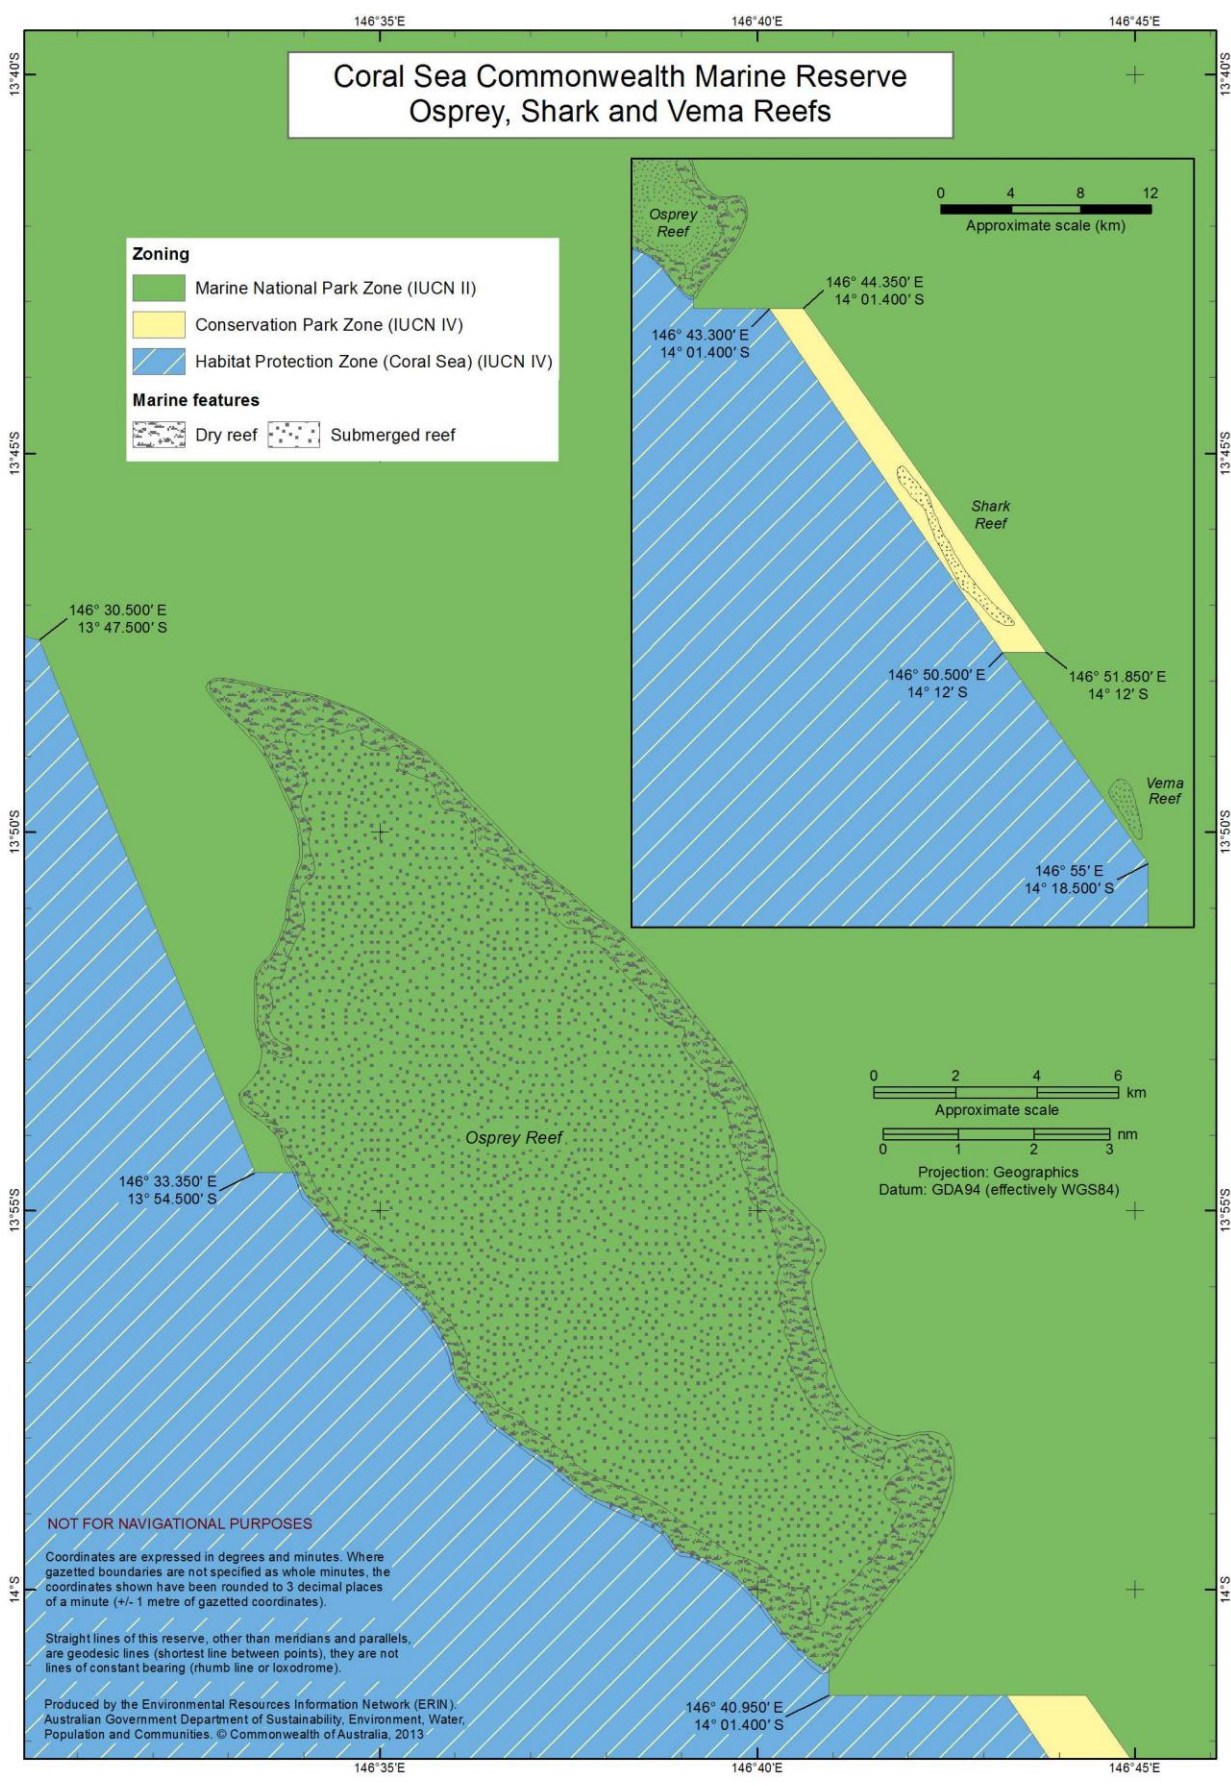 146°35'E
146°40'E
146°45'E
13°40'S
13°40'S
Coral Sea Commonwealth Marine Reserve
Osprey, Shark and Vema Reefs
Zoning
Marine National Park Zone (IUCN II)
Conservation Park Zone (IUCN IV)
Habitat Protection Zone (Coral Sea) (IUCN IV)
Marine features
Dry reef
Submerged reef
Osprey
Reef
0 4 8 12
Approximate scale (km)
146° 44.350' E
14° 01.400' S
146° 43.300' E
14° 01.400' S
Shark
Reef
146° 50.500' E
14° 12' S
146° 51.850' E
14° 12' S
Vema
Reef
146° 55' E
14° 18.500' S
13°45'S
13°45'S
146° 30.500' E
13° 47.500' S
13°50'S
13°50'S
0 2 4 6
km
Approximate scale
nm
0 1 2 3
Projection: Geographics
Datum: GDA94 (effectively WGS84)
Osprey Reef
146° 33.350' E
13° 54.500' S
13°55'S
13°55'S
NOT FOR NAVIGATIONAL PURPOSES
Coordinates are expressed in degrees and minutes. Where
gazetted boundaries are not specified as whole minutes, the
coordinates shown have been rounded to 3 decimal places
of a minute (+/- 1 metre of gazetted coordinates).
Straight lines of this reserve, other than meridians and parallels,
are geodesic lines (shortest line between points), they are not
lines of constant bearing (rhumb line or loxodrome).
Produced by the Environmental Resources Information Network (ERIN).
Australian Government Department of Sustainability, Environment, Water,
Population and Communities. © Commonwealth of Australia, 2013
14°S
14°S
146° 40.950' E
14° 01.400' S
146°35'E
146°40'E
146°45'E